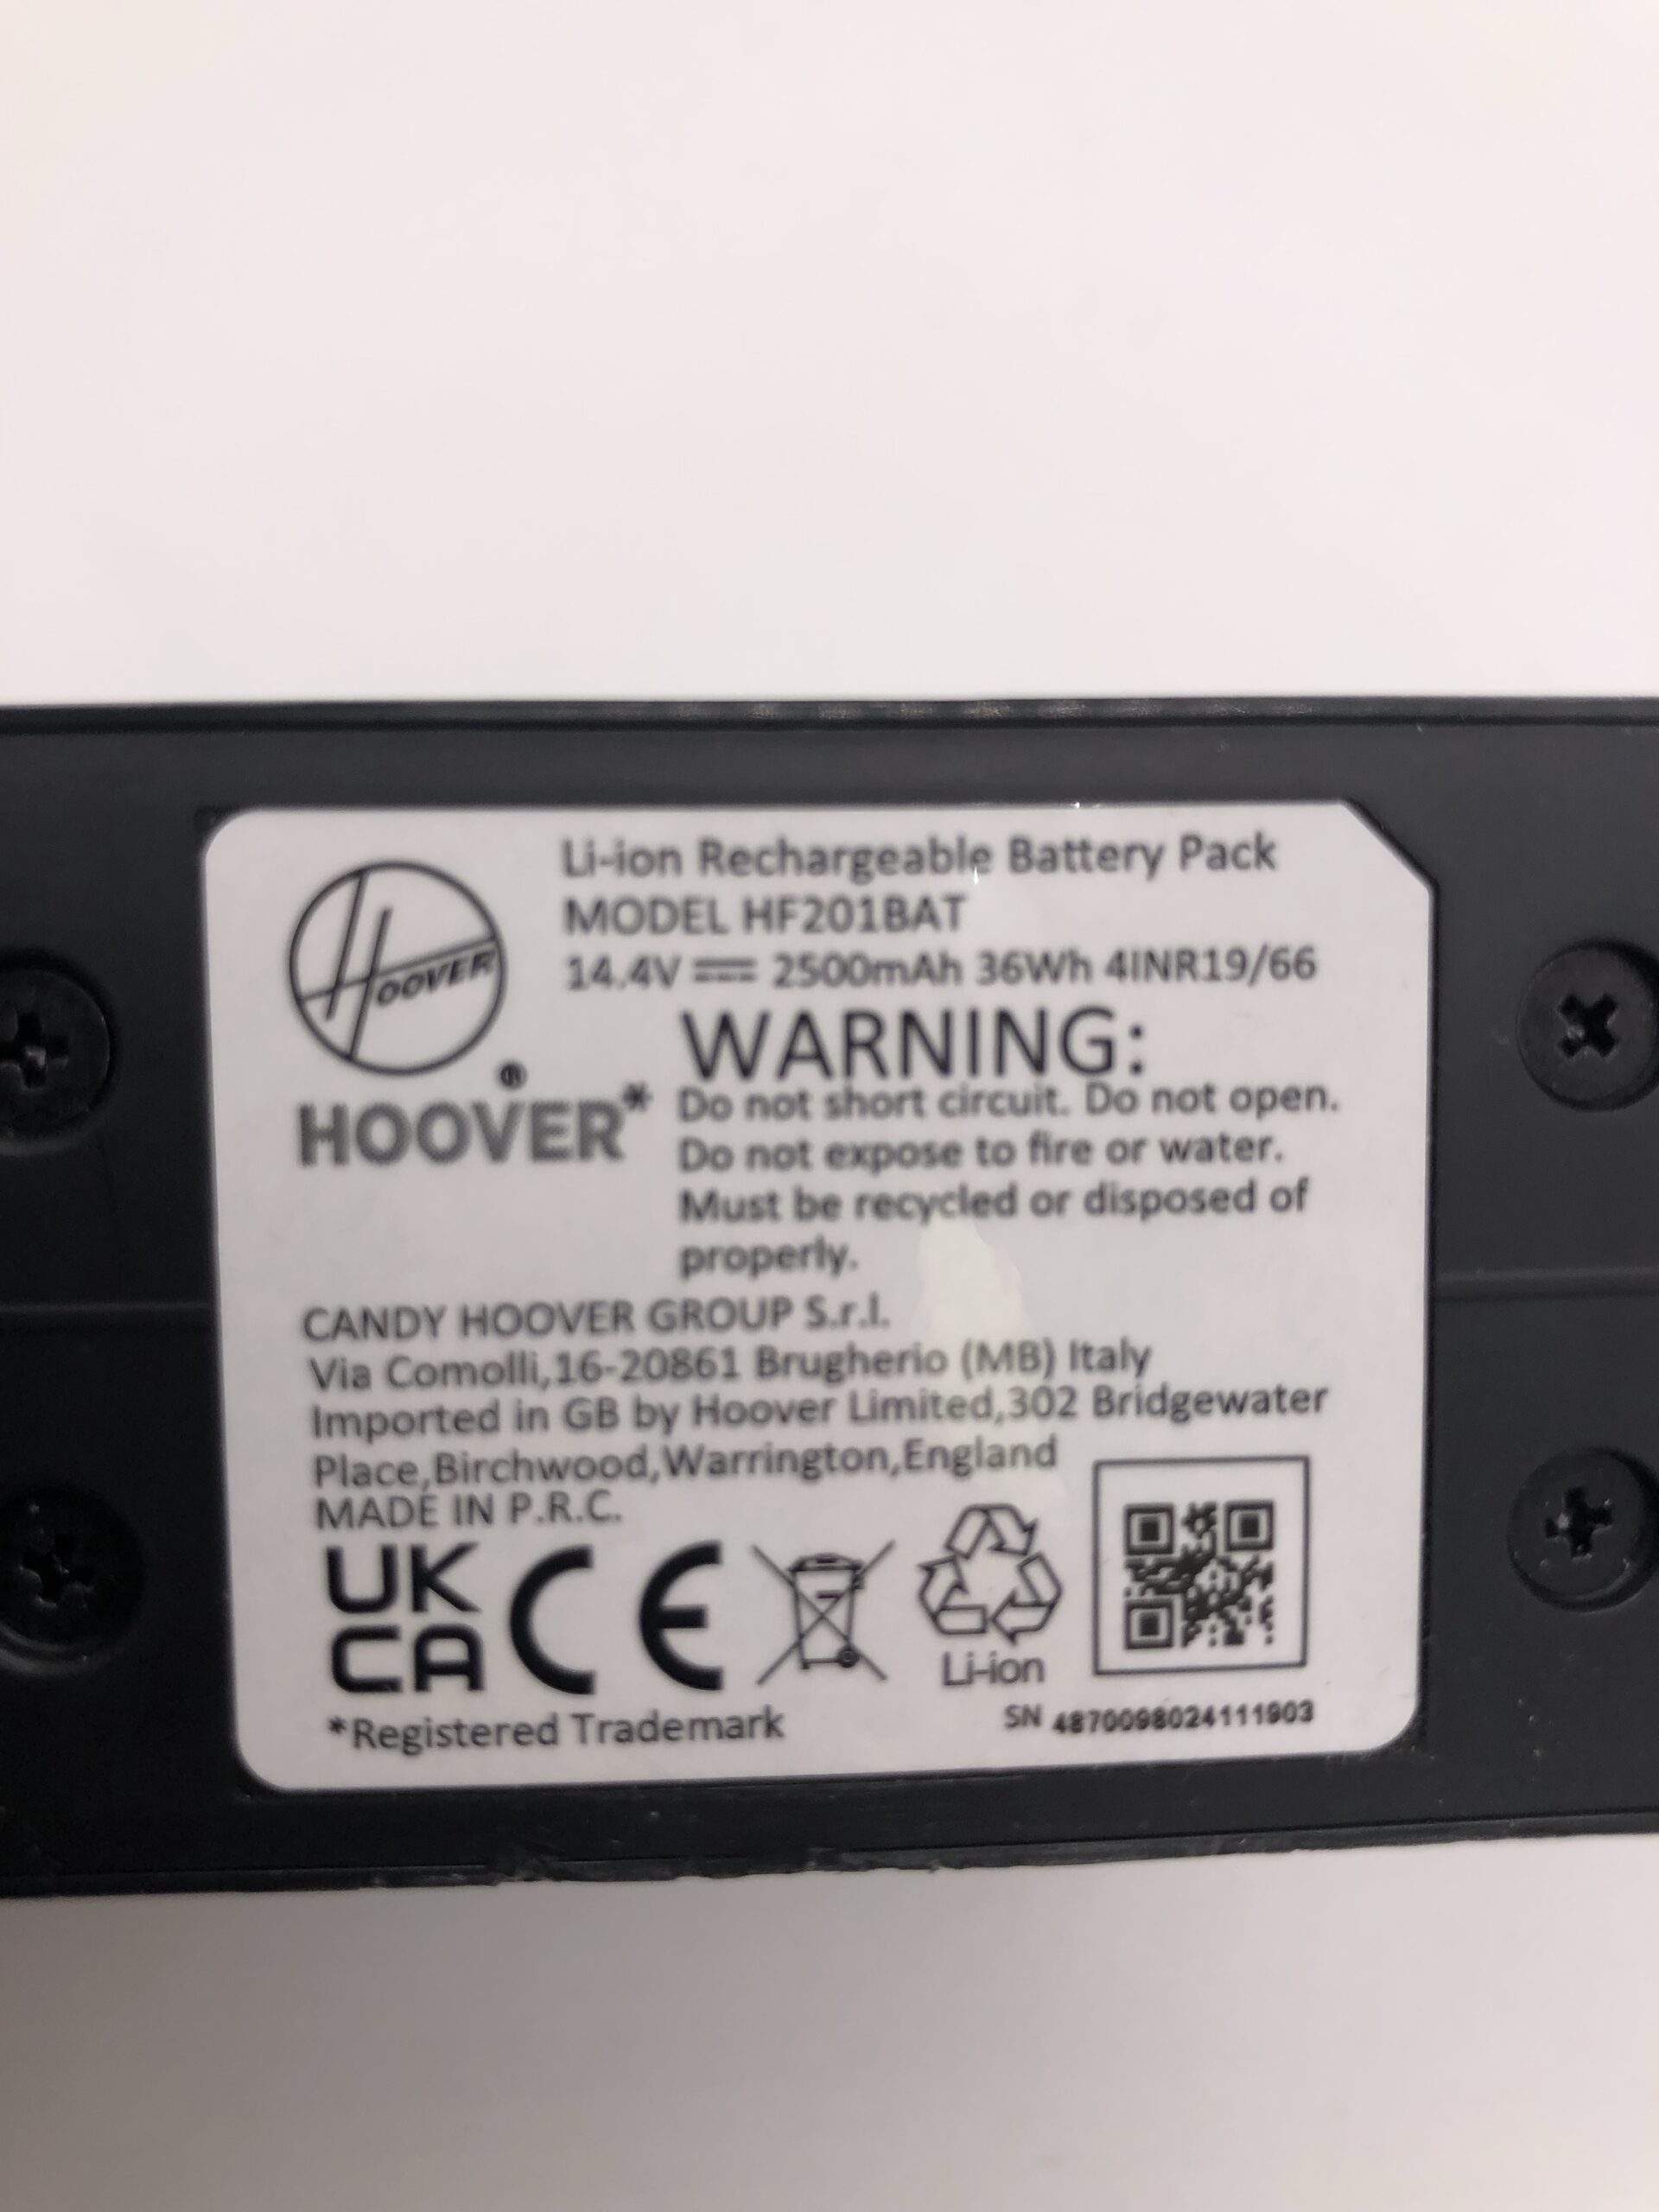 Li-ion Rechargeable Battery Pack
MODEL HF201BAT
14.4V ⎓ 2500mAh 36Wh 4INR19/66
HOOVER
®
HOOVER*
WARNING:
Do not short circuit. Do not open.
Do not expose to fire or water.
Must be recycled or disposed of
properly.
CANDY HOOVER GROUP S.r.l.
Via Comolli,16-20861 Brugherio (MB) Italy
Imported in GB by Hoover Limited,302 Bridgewater
Place,Birchwood,Warrington,England
MADE IN P.R.C.
UK
CA
CE
Li-ion
*Registered Trademark
SN 4870098024111903